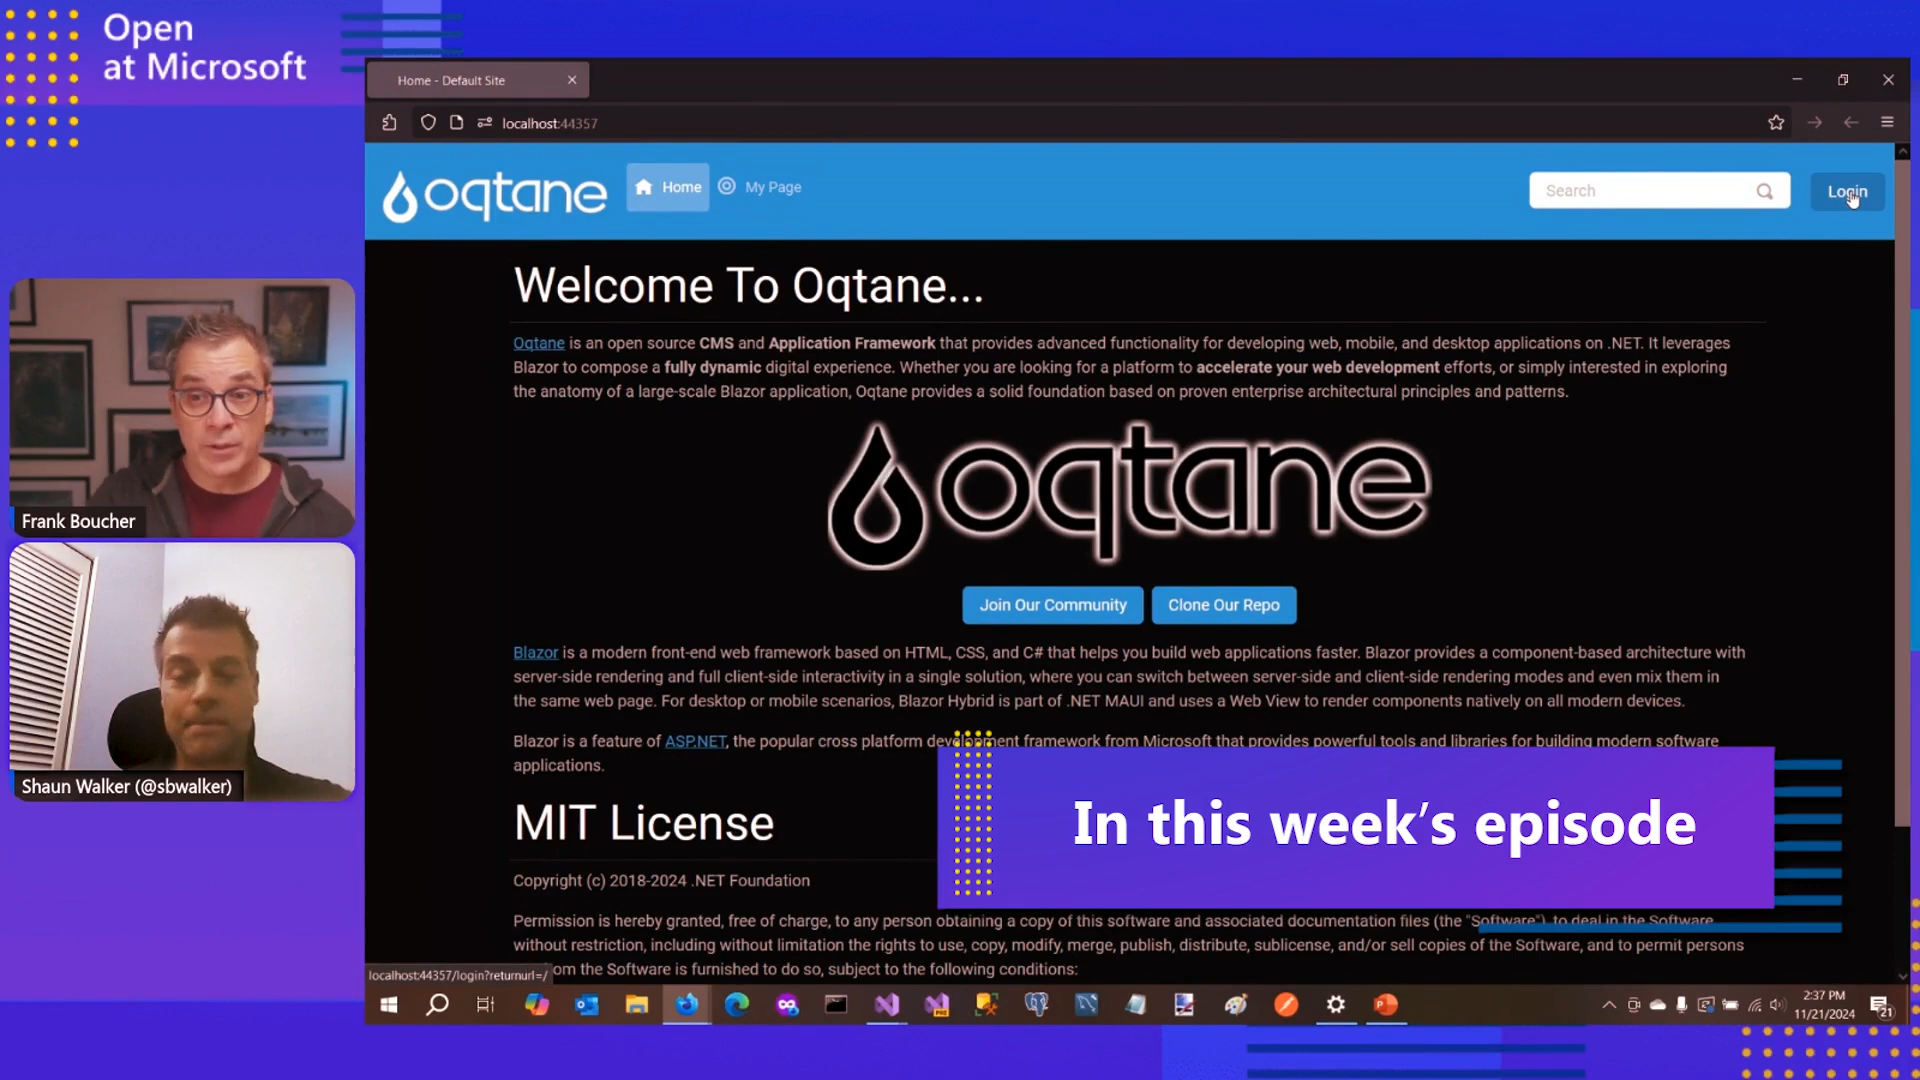 Open
at Microsoft
Home - Default Site
localhost:44357
oqtane
Home
My Page
Search
Login
Welcome To Oqtane...
Oqtane is an open source CMS and Application Framework that provides advanced functionality for developing web, mobile, and desktop applications on .NET. It leverages
Blazor to compose a fully dynamic digital experience. Whether you are looking for a platform to accelerate your web development efforts, or simply interested in exploring
the anatomy of a large-scale Blazor application, Oqtane provides a solid foundation based on proven enterprise architectural principles and patterns.
oqtane
Join Our Community
Clone Our Repo
Frank Boucher
Blazor is a modern front-end web framework based on HTML, CSS, and C# that helps you build web applications faster. Blazor provides a component-based architecture with
server-side rendering and full client-side interactivity in a single solution, where you can switch between server-side and client-side rendering modes and even mix them in
the same web page. For desktop or mobile scenarios, Blazor Hybrid is part of .NET MAUI and uses a Web View to render components natively on all modern devices.
Blazor is a feature of ASP.NET, the popular cross platform development framework from Microsoft that provides powerful tools and libraries for building modern software
applications.
Shaun Walker (@sbwalker)
MIT License
In this week's episode
Copyright (c) 2018-2024 .NET Foundation
Permission is hereby granted, free of charge, to any person obtaining a copy of this software and associated documentation files (the "Software"), to deal in the Software
without restriction, including without limitation the rights to use, copy, modify, merge, publish, distribute, sublicense, and/or sell copies of the Software, and to permit persons
localhost:44357/login?returnurl=/
om the Software is furnished to do so, subject to the following conditions:
2:37 PM
11/21/2024
21